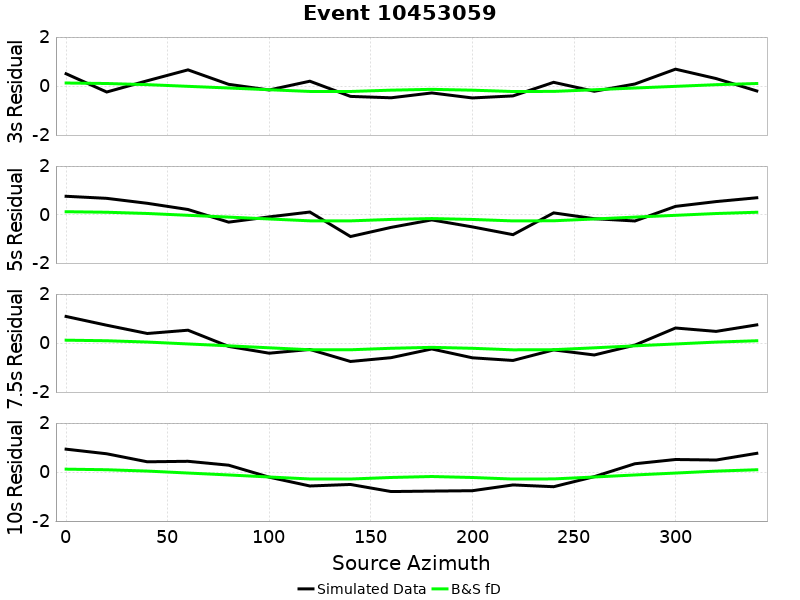 Event 10453059
3s Residual
2
0
-2
5s Residual
2
0
-2
7.5s Residual
2
0
-2
10s Residual
2
0
-2
0 50 100 150 200 250 300
Source Azimuth
Simulated Data B&S fD